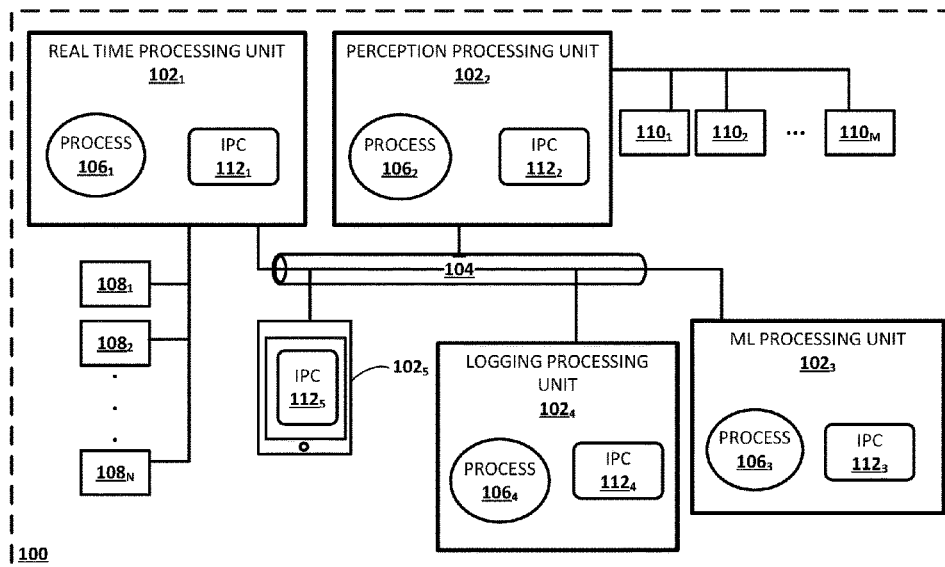 REAL TIME PROCESSING UNIT
102₁
PROCESS
106₁
IPC
112₁
PERCEPTION PROCESSING UNIT
102₂
PROCESS
106₂
IPC
112₂
110₁
110₂
...
110M
104
108₁
108₂
.
.
.
108N
IPC
112₅
102₅
LOGGING PROCESSING
UNIT
102₄
PROCESS
106₄
IPC
112₄
ML PROCESSING UNIT
102₃
PROCESS
106₃
IPC
112₃
100